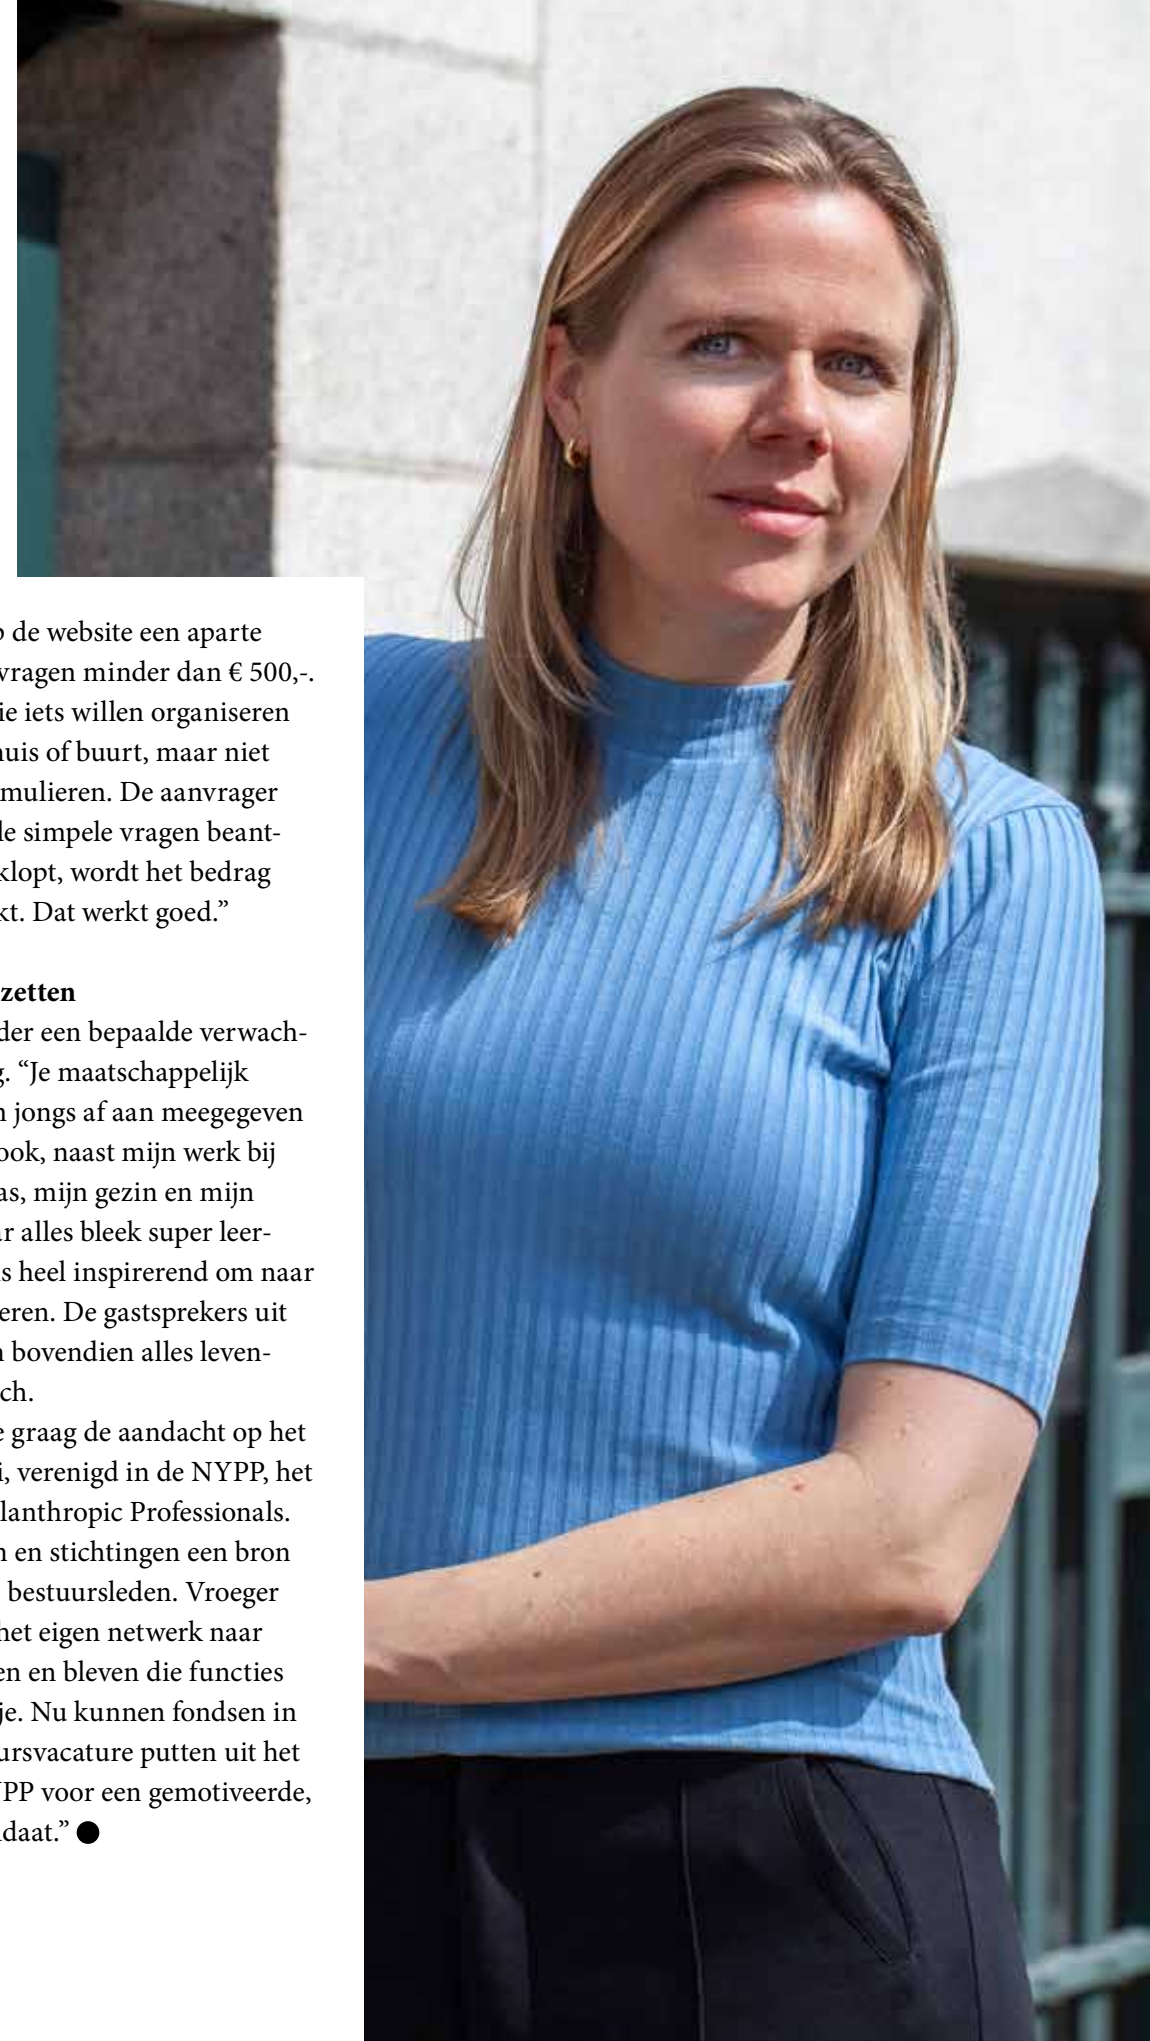 de website een aparte
vragen minder dan € 500,-.
ie iets willen organiseren
huis of buurt, maar niet
mulieren. De aanvrager
le simpele vragen beant-
klopt, wordt het bedrag
kt. Dat werkt goed.”
zetten
der een bepaalde verwach-
g. “Je maatschappelijk
n jongs af aan meegegeven
ook, naast mijn werk bij
as, mijn gezin en mijn
ar alles bleek super leer-
is heel inspirerend om naar
eren. De gastsprekers uit
n bovendien alles leven-
ch.
e graag de aandacht op het
i, verenigd in de NYPP, het
lanthropic Professionals.
n en stichtingen een bron
bestuursleden. Vroeger
het eigen netwerk naar
en en bleven die functies
je. Nu kunnen fondsen in
ursvacature putten uit het
YPP voor een gemotiveerde,
daat.” ●